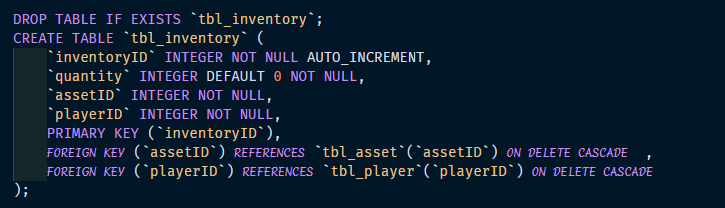 DROP TABLE IF EXISTS `tbl_inventory`;
CREATE TABLE `tbl_inventory` (
    `inventoryID` INTEGER NOT NULL AUTO_INCREMENT,
    `quantity` INTEGER DEFAULT 0 NOT NULL,
    `assetID` INTEGER NOT NULL,
    `playerID` INTEGER NOT NULL,
    PRIMARY KEY (`inventoryID`),
    FOREIGN KEY (`assetID`) REFERENCES `tbl_asset`(`assetID`) ON DELETE CASCADE  ,
    FOREIGN KEY (`playerID`) REFERENCES `tbl_player`(`playerID`) ON DELETE CASCADE
);